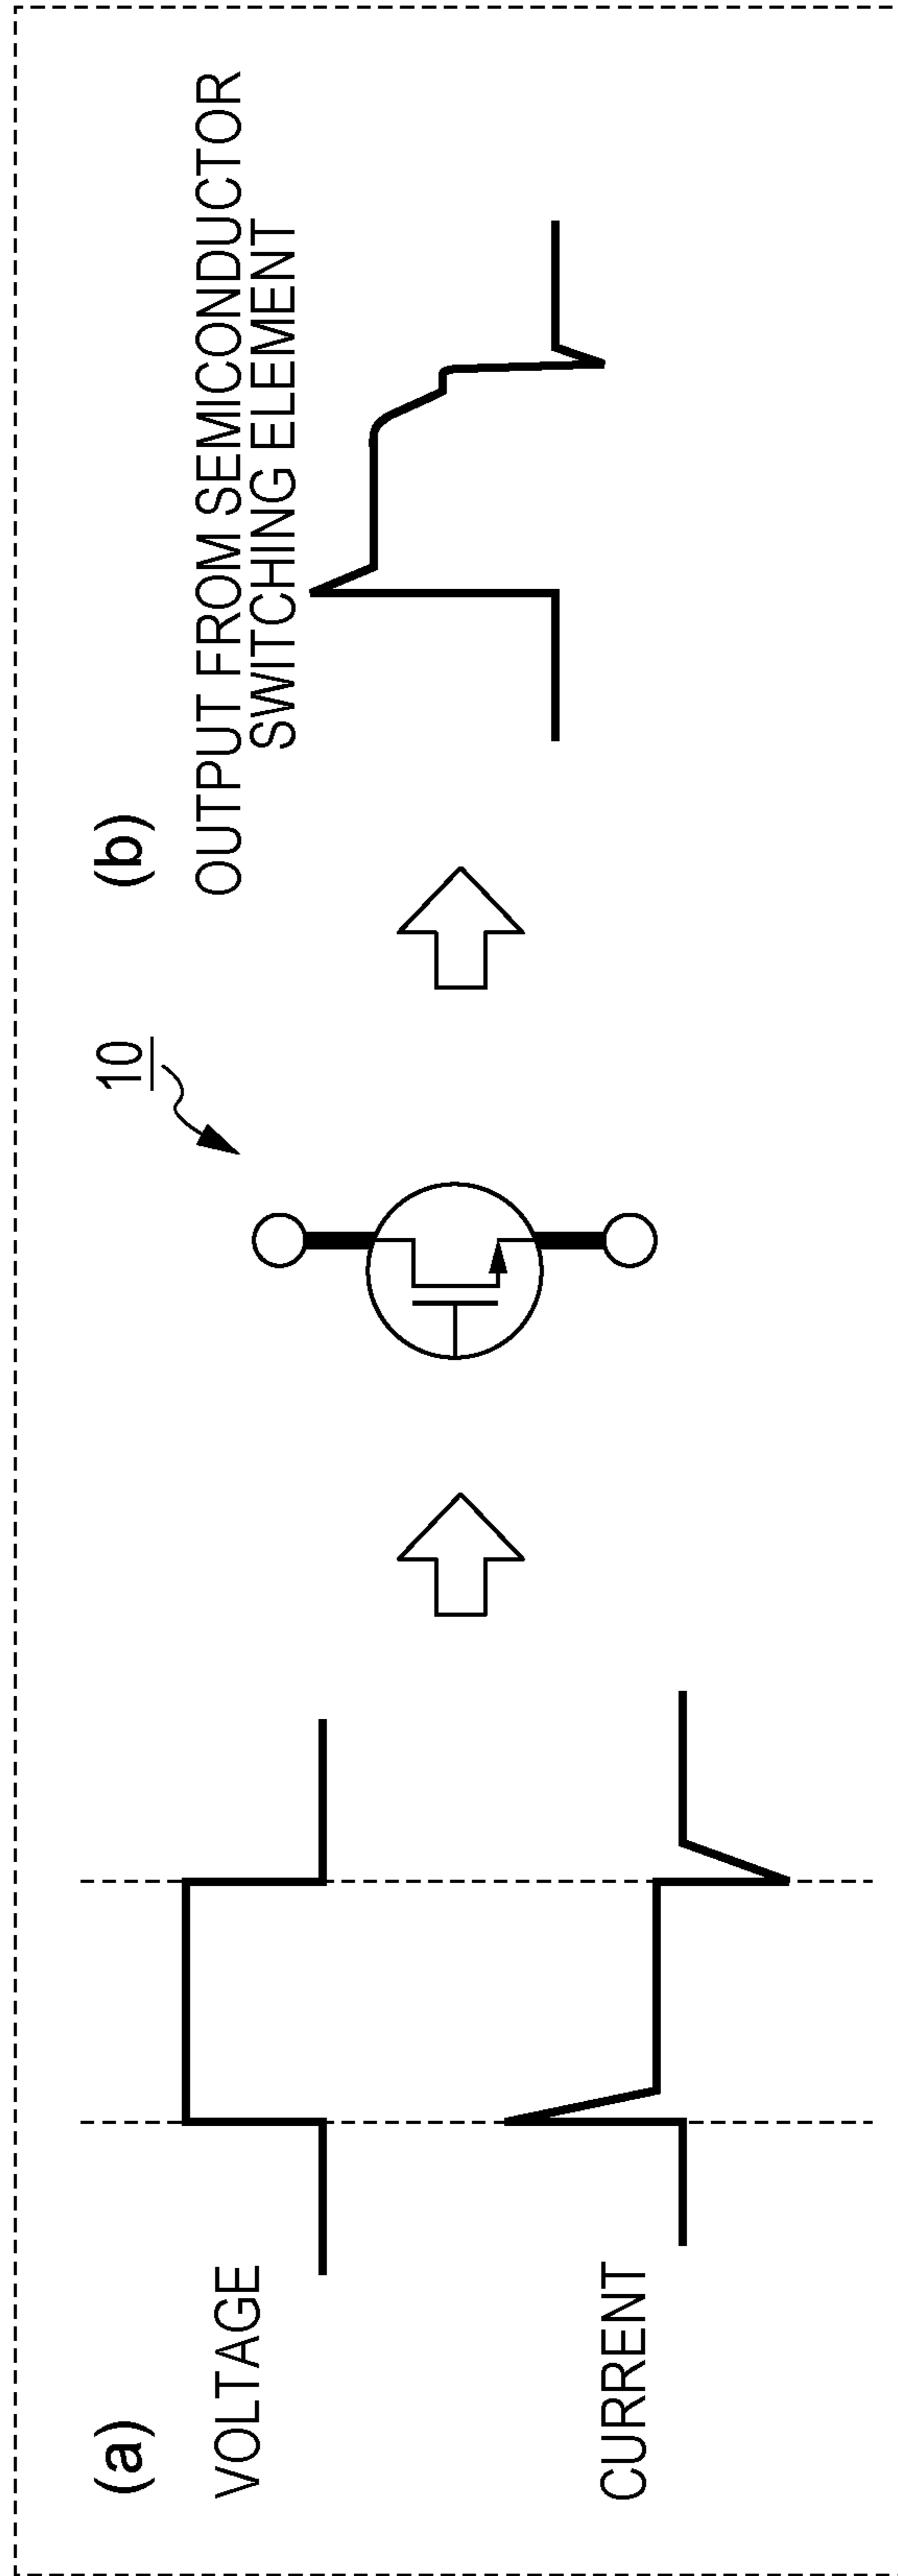 (a)
VOLTAGE
CURRENT
10
(b)
OUTPUT FROM SEMICONDUCTOR
SWITCHING ELEMENT